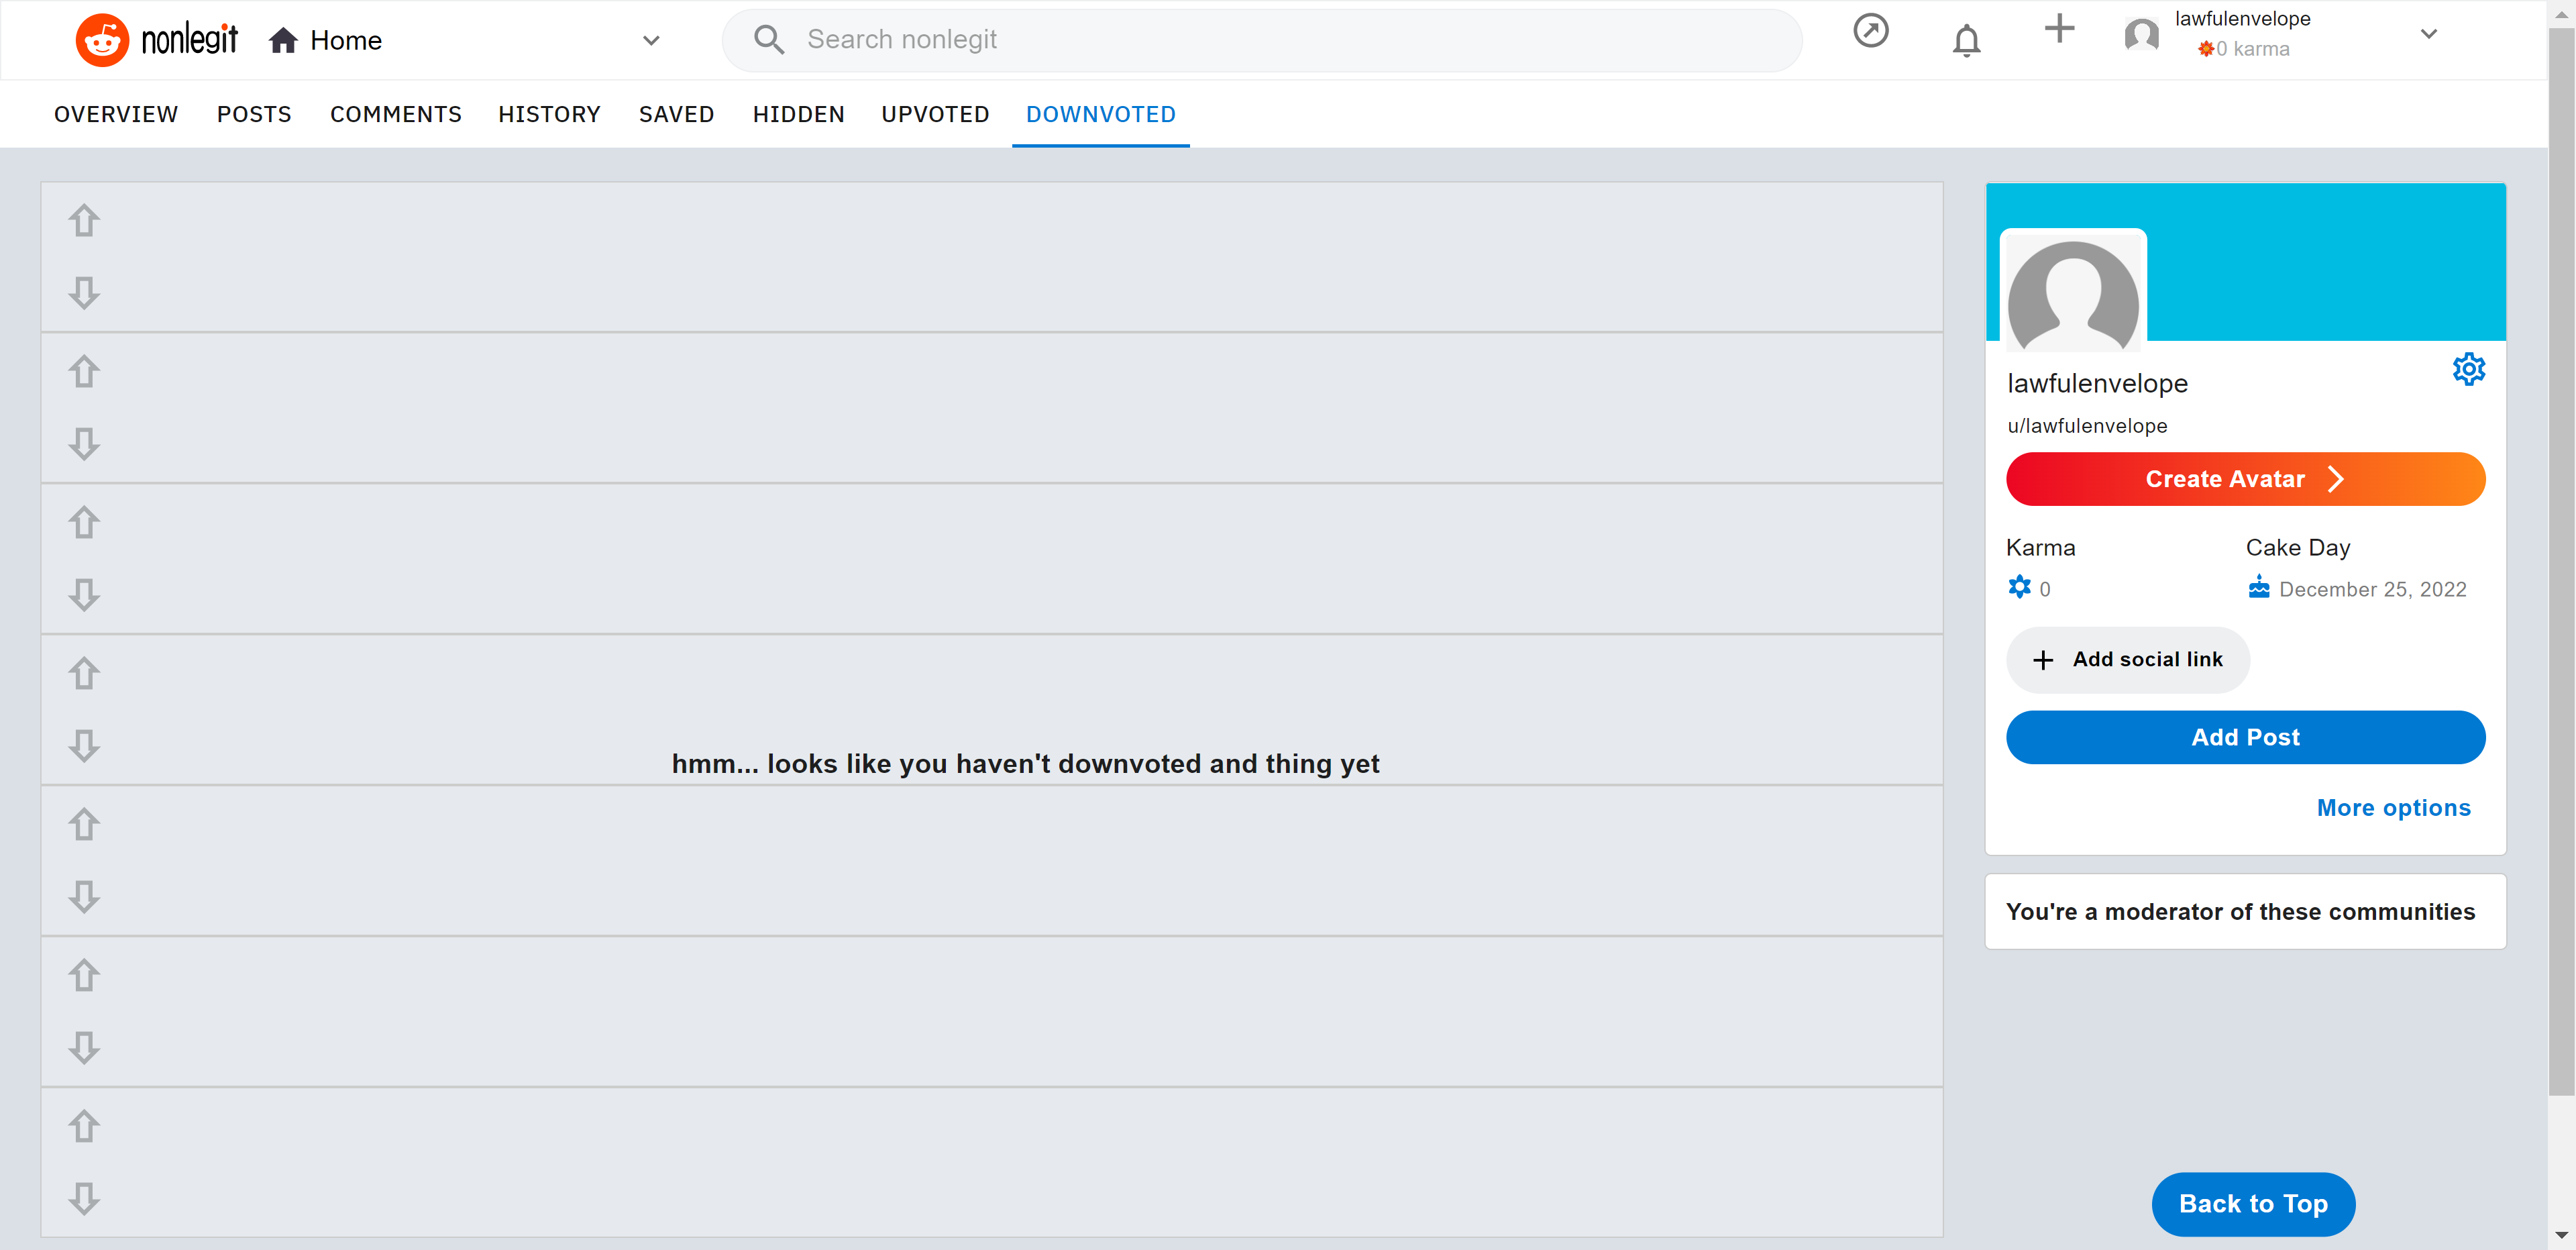 nonlegit Home Search nonlegit lawfulenvelope
0 karma
OVERVIEW POSTS COMMENTS HISTORY SAVED HIDDEN UPVOTED DOWNVOTED
hmm... looks like you haven't downvoted and thing yet
lawfulenvelope
u/lawfulenvelope
Create Avatar
Karma Cake Day
0 December 25, 2022
Add social link
Add Post
More options
You're a moderator of these communities
Back to Top